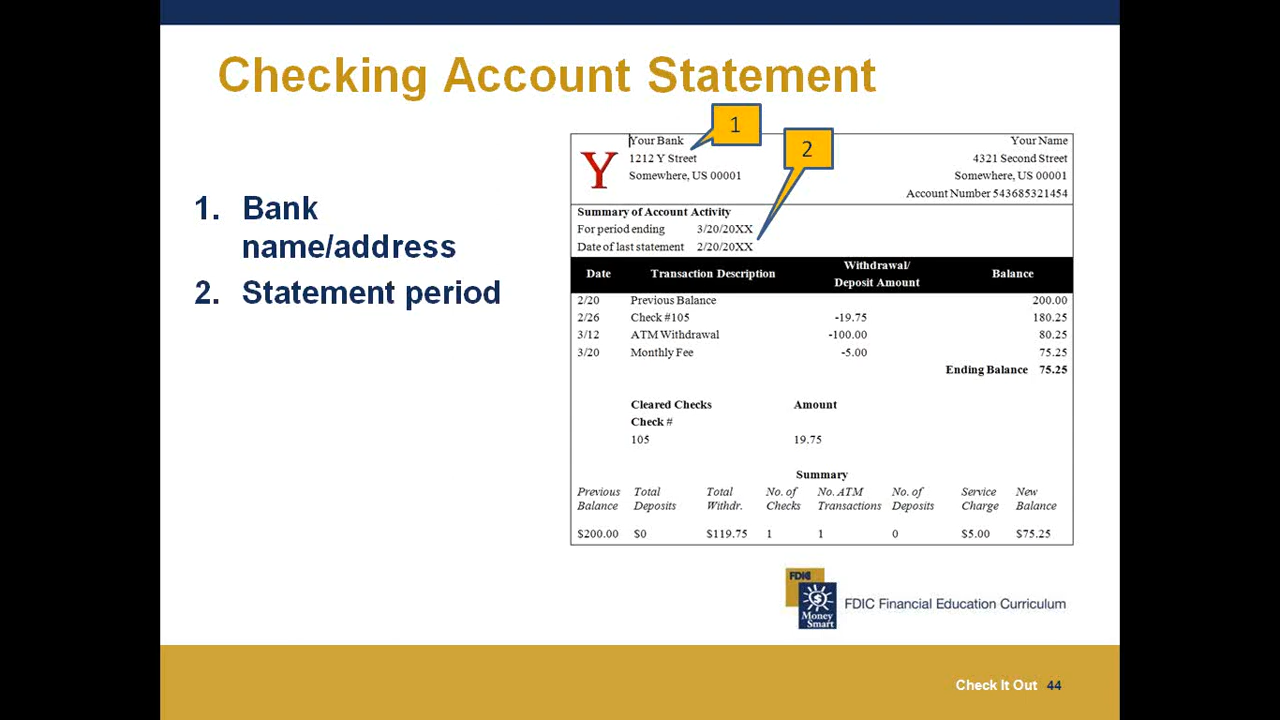 Checking Account Statement
1. Bank
name/address
2. Statement period
1
2
Y
Your Bank
1212 Y Street
Somewhere, US 00001
Your Name
4321 Second Street
Somewhere, US 00001
Account Number 543685321454
Summary of Account Activity
For period ending 3/20/20XX
Date of last statement 2/20/20XX
Date Transaction Description Withdrawal/ Deposit Amount Balance
2/20 Previous Balance 200.00
2/26 Check #105 -19.75 180.25
3/12 ATM Withdrawal -100.00 80.25
3/20 Monthly Fee -5.00 75.25
Ending Balance 75.25
Cleared Checks Amount
Check #
105 19.75
Summary
Previous Total Total No. of No. ATM No. of Service New
Balance Deposits Withdr. Checks Transactions Deposits Charge Balance
$200.00 $0 $119.75 1 1 0 $5.00 $75.25
FDIC
$
Money
Smart
FDIC Financial Education Curriculum
Check It Out 44